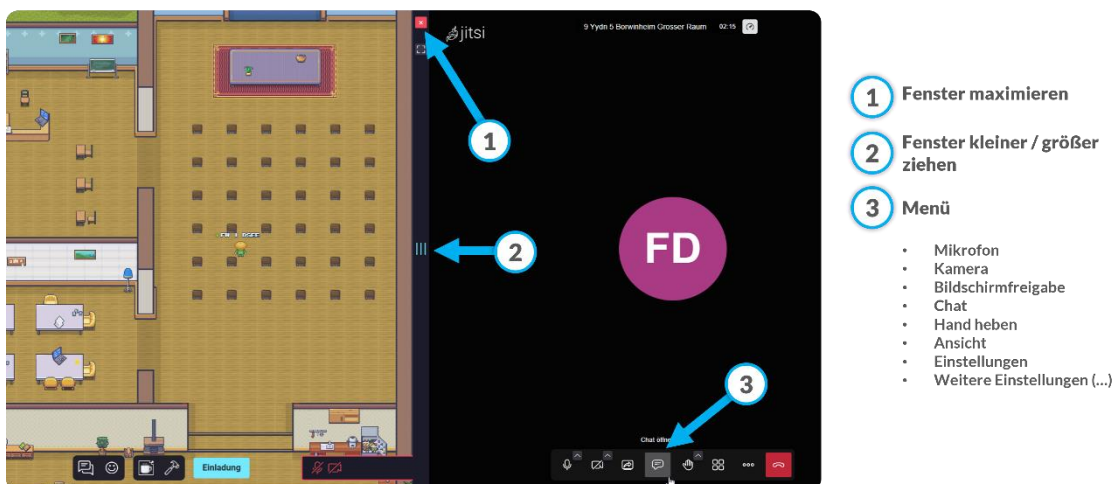 jitsi
9 Yydn 5 Borwinheim Grosser Raum 02:15
1
2
FD
3
Chat öffne
Einladung
1 Fenster maximieren
2 Fenster kleiner / größer
ziehen
3 Menü
• Mikrofon
• Kamera
• Bildschirmfreigabe
• Chat
• Hand heben
• Ansicht
• Einstellungen
• Weitere Einstellungen (...)